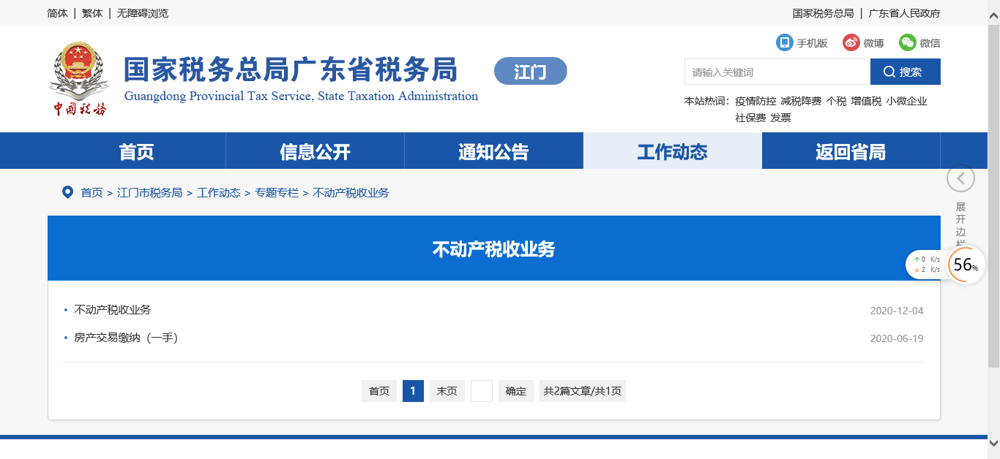 简体 | 繁体 | 无障碍浏览 国家税务总局 | 广东省人民政府
手机版 微博 微信
国家税务总局广东省税务局 江门
Guangdong Provincial Tax Service, State Taxation Administration
中国税务
请输入关键词 搜索
本站热词: 疫情防控 减税降费 个税 增值税 小微企业
社保费 发票
首页 信息公开 通知公告 工作动态 返回省局
首页 > 江门市税务局 > 工作动态 > 专题专栏 > 不动产税收业务
展
开
边
栏
不动产税收业务
↑ 0 K/s
↓ 2 K/s
56%
· 不动产税收业务 2020-12-04
· 房产交易缴纳（一手） 2020-06-19
首页 1 末页 确定 共2篇文章/共1页